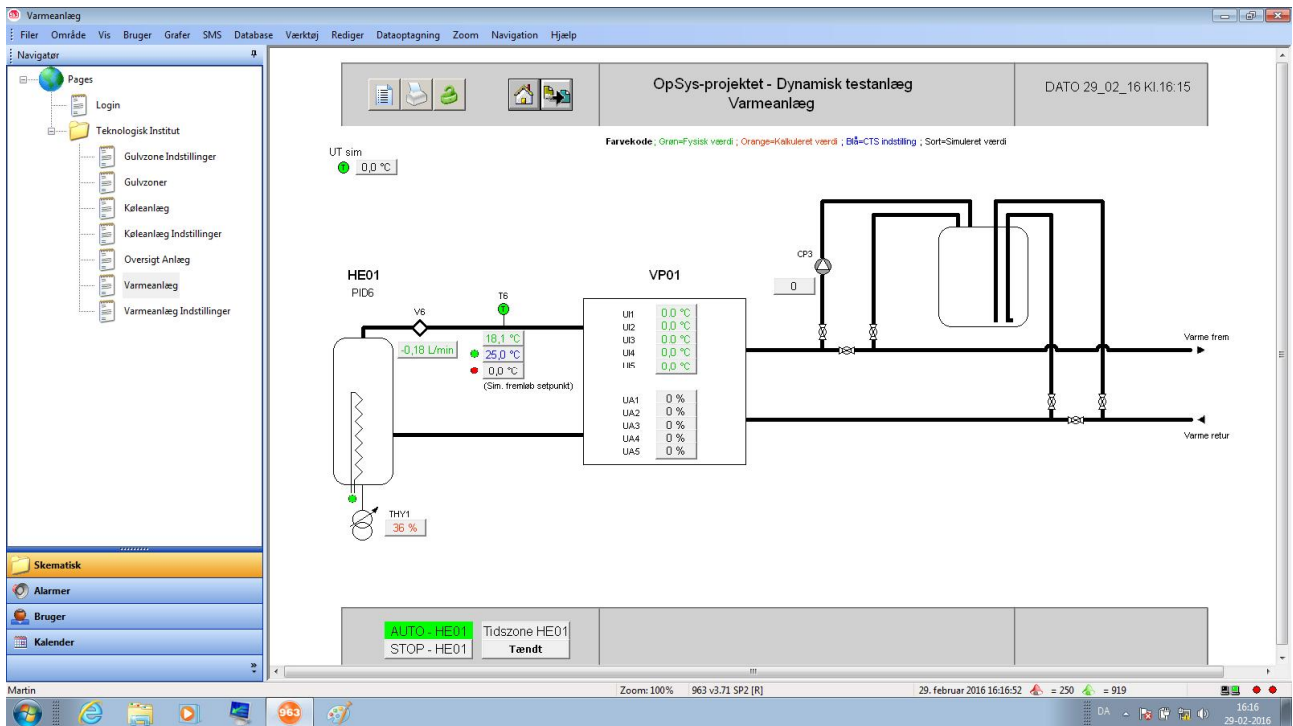 Varmeanlæg
Filer Område Vis Bruger Grafer SMS Database Værktøj Rediger Dataoptagning Zoom Navigation Hjælp
Navigatør
Pages
Login
Teknologisk Institut
Gulvzone Indstillinger
Gulvzoner
Køleanlæg
Køleanlæg Indstillinger
Oversigt Anlæg
Varmeanlæg
Varmeanlæg Indstillinger
Skematisk
Alarmer
Bruger
Kalender
OpSys-projektet - Dynamisk testanlæg
Varmeanlæg
DATO 29_02_16 Kl.16:15
Farvekode ; Grøn=Fysisk værdi ; Orange=Kalkuleret værdi ; Blå=CTS indstilling ; Sort=Simuleret værdi
UT sim
T 0,0 °C
CP3
0
HE01
PID6
V6
-0,18 L/min
T6
T
18,1 °C
25,0 °C
0,0 °C
(Sim. fremløb setpunkt)
VP01
UI1 0,0 °C
UI2 0,0 °C
UI3 0,0 °C
UI4 0,0 °C
UI5 0,0 °C
UA1 0 %
UA2 0 %
UA3 0 %
UA4 0 %
UA5 0 %
Varme frem
Varme retur
THY1
36 %
AUTO - HE01 Tidszone HE01
STOP - HE01 Tændt
Martin Zoom: 100% 963 v3.71 SP2 [R] 29. februar 2016 16:16:52 = 250 = 919
963 DA 16:16
29-02-2016